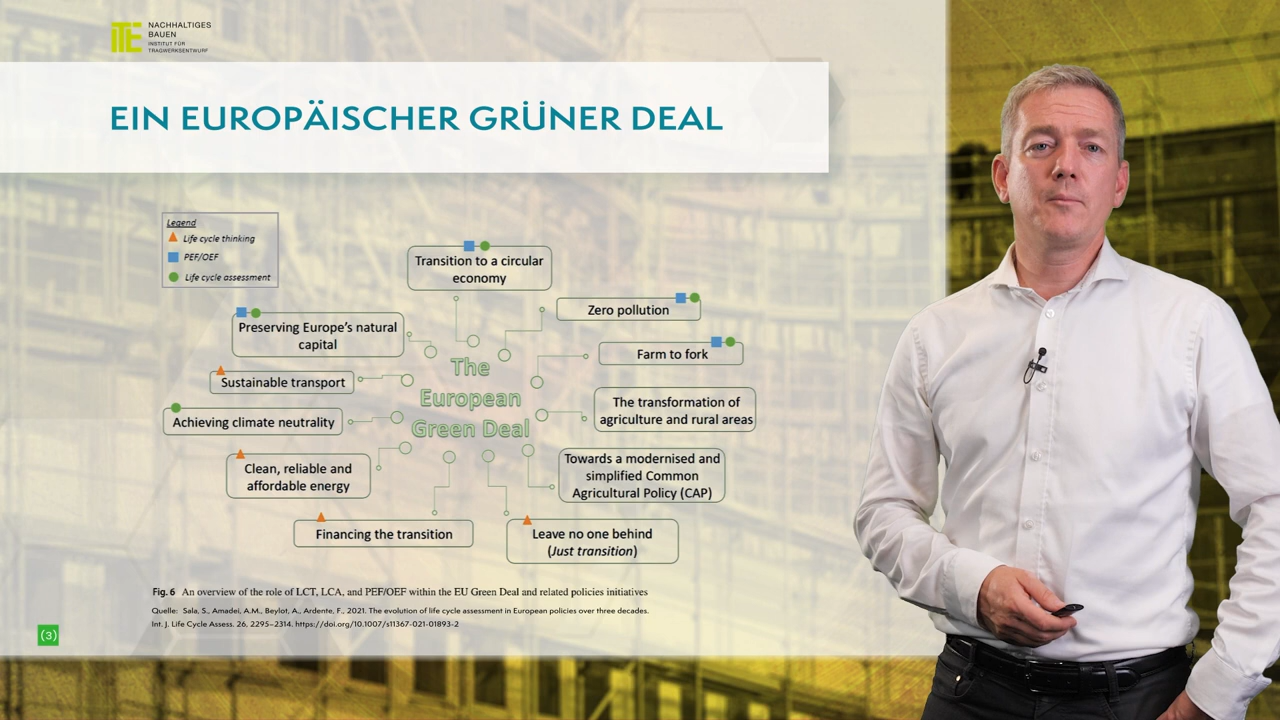 NACHHALTIGES
BAUEN
INSTITUT FÜR
TRAGWERKSENTWURF
EIN EUROPÄISCHER GRÜNER DEAL
Legend
Life cycle thinking
PEF/OEF
Life cycle assessment
Transition to a circular
economy
Zero pollution
Preserving Europe's natural
capital
Farm to fork
The
European
Green Deal
Sustainable transport
The transformation of
agriculture and rural areas
Achieving climate neutrality
Clean, reliable and
affordable energy
Towards a modernised and
simplified Common
Agricultural Policy (CAP)
Financing the transition
Leave no one behind
(Just transition)
Fig. 6 An overview of the role of LCT, LCA, and PEF/OEF within the EU Green Deal and related policies initiatives
Quelle: Sala, S., Amadei, A.M., Beylot, A., Ardente, F., 2021. The evolution of life cycle assessment in European policies over three decades.
Int. J. Life Cycle Assess. 26, 2295–2314. https://doi.org/10.1007/s11367-021-01893-2
(3)